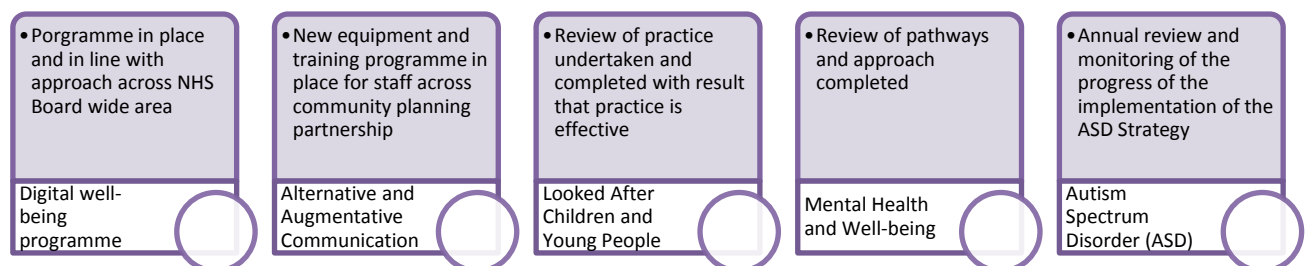 •Porgramme in place
and in line with
approach across NHS
Board wide area
Digital well-
being
programme
•New equipment and
training programme in
place for staff across
community planning
partnership
Alternative and
Augmentative
Communication
•Review of practice
undertaken and
completed with result
that practice is
effective
Looked After
Children and
Young People
•Review of pathways
and approach
completed
Mental Health
and Well-being
•Annual review and
monitoring of the
progress of the
implementation of the
ASD Strategy
Autism
Spectrum
Disorder (ASD)